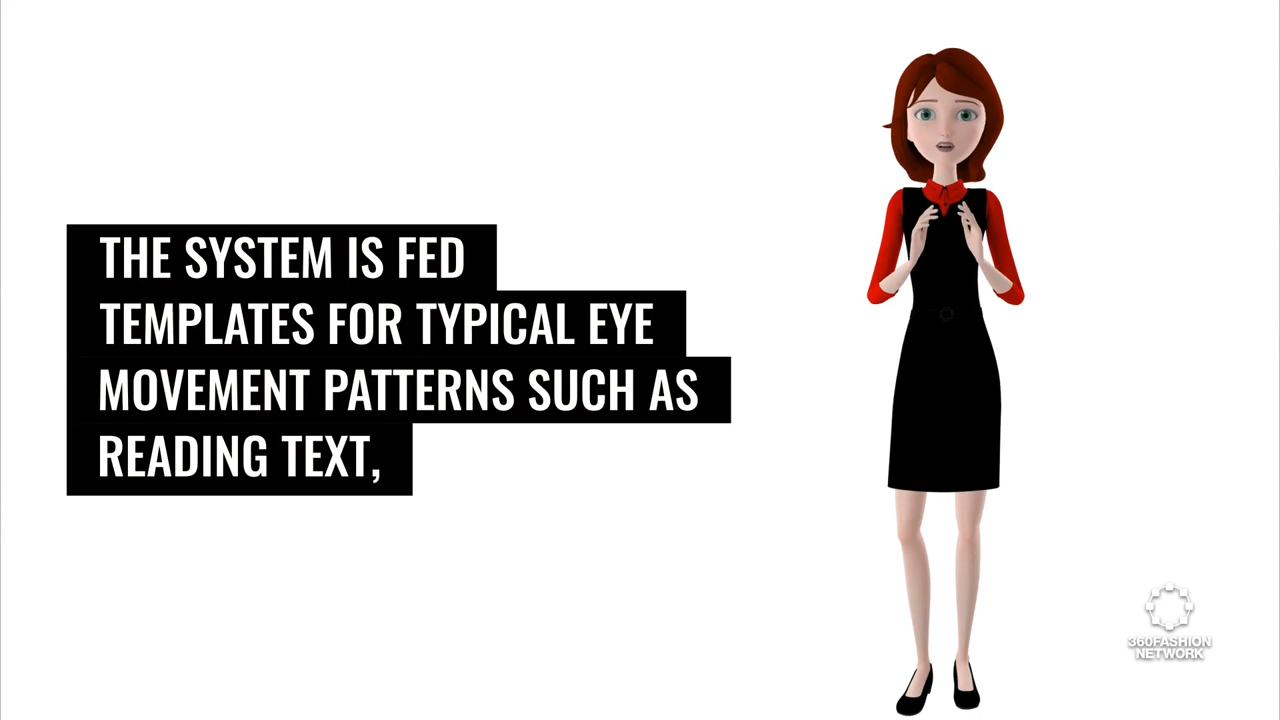 THE SYSTEM IS FED
TEMPLATES FOR TYPICAL EYE
MOVEMENT PATTERNS SUCH AS
READING TEXT,
360FASHION
NETWORK